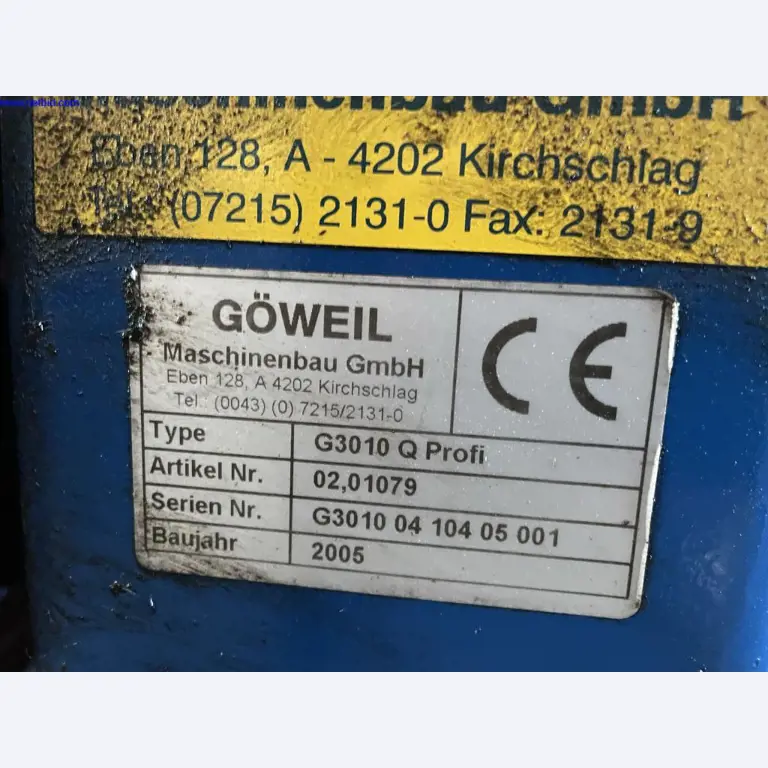 GmbH
Eben 128, A - 4202 Kirchschlag
Tel.: (07215) 2131-0 Fax: 2131-9
GÖWEIL
Maschinenbau GmbH
Eben 128, A 4202 Kirchschlag
Tel.: (0043) (0) 7215/2131-0
CE
Type G3010 Q Profi
Artikel Nr. 02,01079
Serien Nr. G3010 04 104 05 001
Baujahr 2005